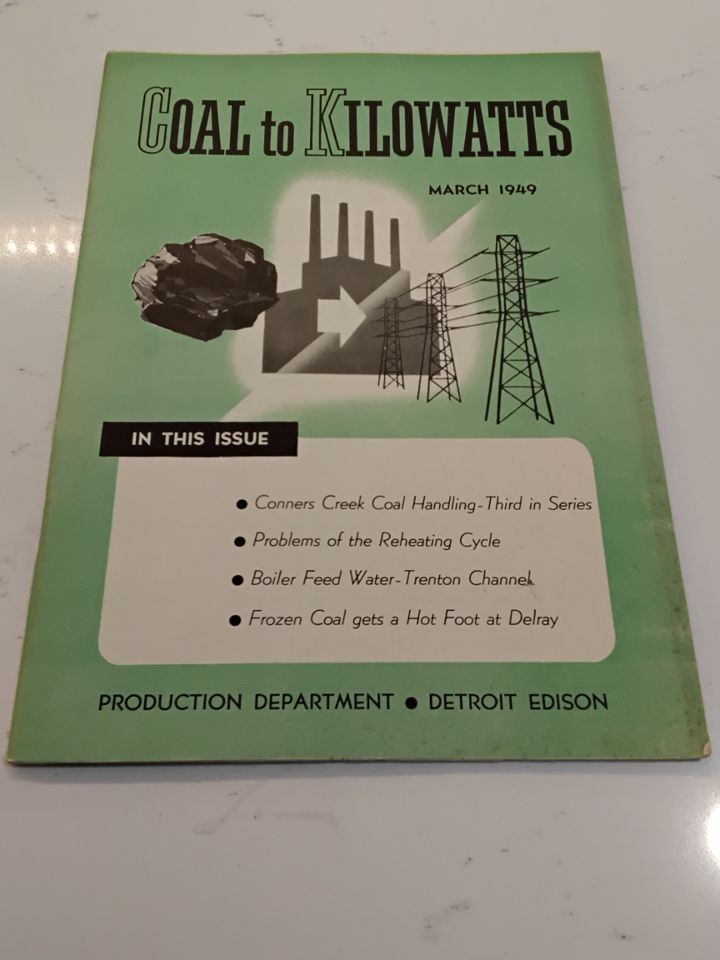 COAL to KILOWATTS
MARCH 1949
IN THIS ISSUE
● Conners Creek Coal Handling-Third in Series
● Problems of the Reheating Cycle
● Boiler Feed Water-Trenton Channel
● Frozen Coal gets a Hot Foot at Delray
PRODUCTION DEPARTMENT ● DETROIT EDISON